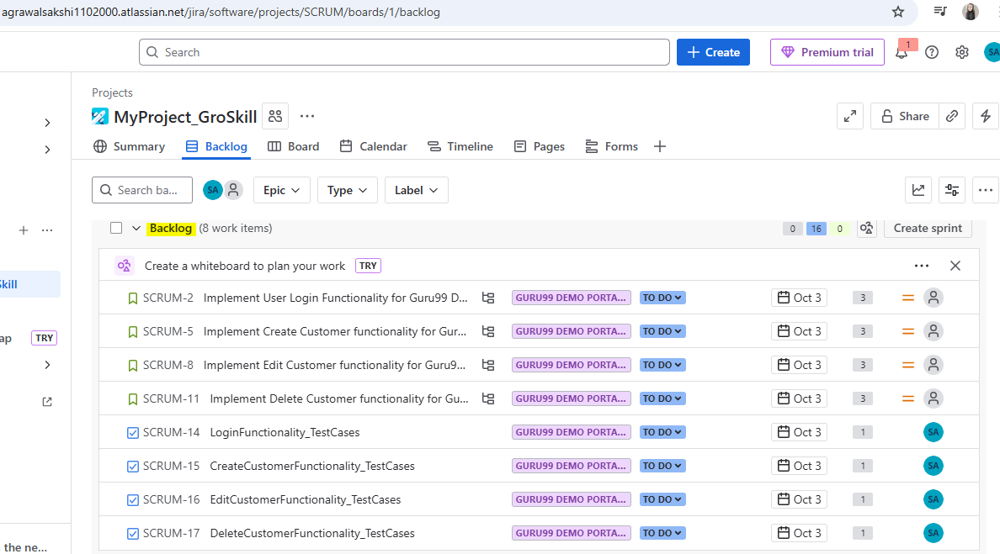 agrawalsakshi1102000.atlassian.net/jira/software/projects/SCRUM/boards/1/backlog
Search
Create
Premium trial
1
SA
Projects
MyProject_GroSkill
Share
Summary
Backlog
Board
Calendar
Timeline
Pages
Forms
Search ba...
SA
Epic
Type
Label
Backlog (8 work items)
0 16 0
Create sprint
Create a whiteboard to plan your work TRY
SCRUM-2 Implement User Login Functionality for Guru99 D... GURU99 DEMO PORTA... TO DO Oct 3 3
SCRUM-5 Implement Create Customer functionality for Gur... GURU99 DEMO PORTA... TO DO Oct 3 3
SCRUM-8 Implement Edit Customer functionality for Guru9... GURU99 DEMO PORTA... TO DO Oct 3 3
SCRUM-11 Implement Delete Customer functionality for Gu... GURU99 DEMO PORTA... TO DO Oct 3 3
SCRUM-14 LoginFunctionality_TestCases GURU99 DEMO PORTA... TO DO Oct 3 1 SA
SCRUM-15 CreateCustomerFunctionality_TestCases GURU99 DEMO PORTA... TO DO Oct 3 1 SA
SCRUM-16 EditCustomerFunctionality_TestCases GURU99 DEMO PORTA... TO DO Oct 3 1 SA
SCRUM-17 DeleteCustomerFunctionality_TestCases GURU99 DEMO PORTA... TO DO Oct 3 1 SA
kill
ap TRY
the ne...